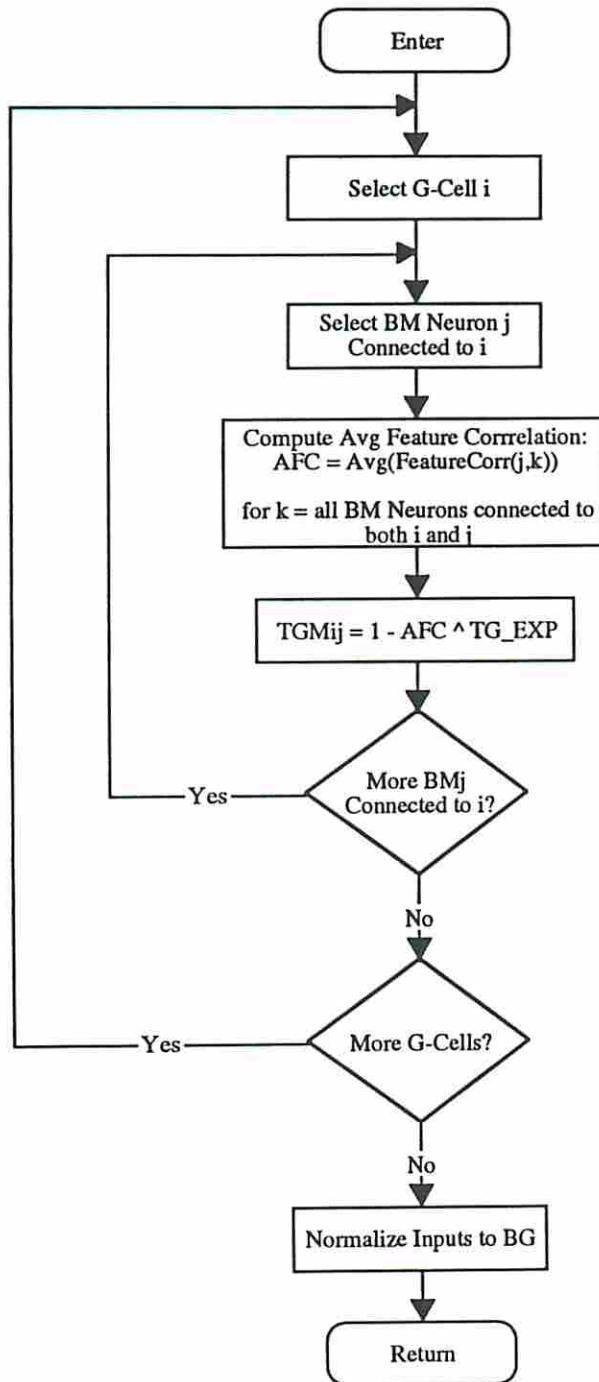 Enter
Select G-Cell i
Select BM Neuron j
Connected to i
Compute Avg Feature Corrrelation:
AFC = Avg(FeatureCorr(j,k))
for k = all BM Neurons connected to
both i and j
TGMij = 1 - AFC ^ TG_EXP
More BMj
Connected to i?
Yes
No
More G-Cells?
Yes
No
Normalize Inputs to BG
Return